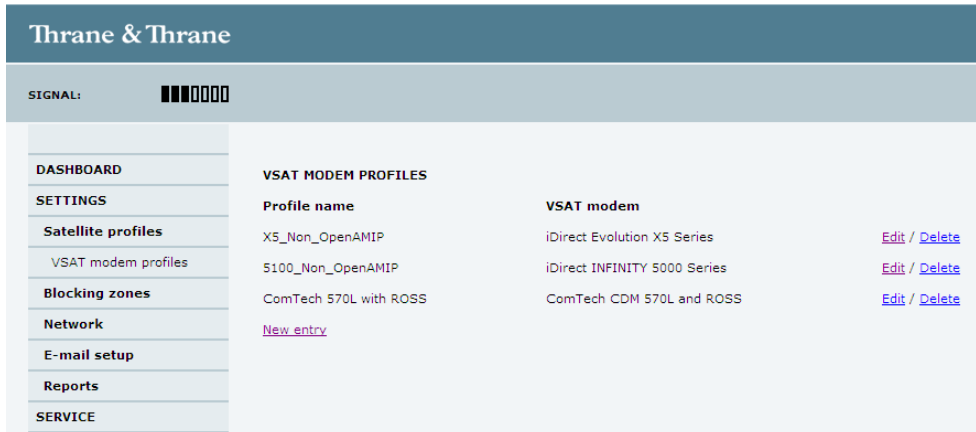 Thrane & Thrane
SIGNAL:
DASHBOARD
SETTINGS
Satellite profiles
VSAT modem profiles
Blocking zones
Network
E-mail setup
Reports
SERVICE
VSAT MODEM PROFILES
Profile name VSAT modem
X5_Non_OpenAMIP iDirect Evolution X5 Series Edit / Delete
5100_Non_OpenAMIP iDirect INFINITY 5000 Series Edit / Delete
ComTech 570L with ROSS ComTech CDM 570L and ROSS Edit / Delete
New entry